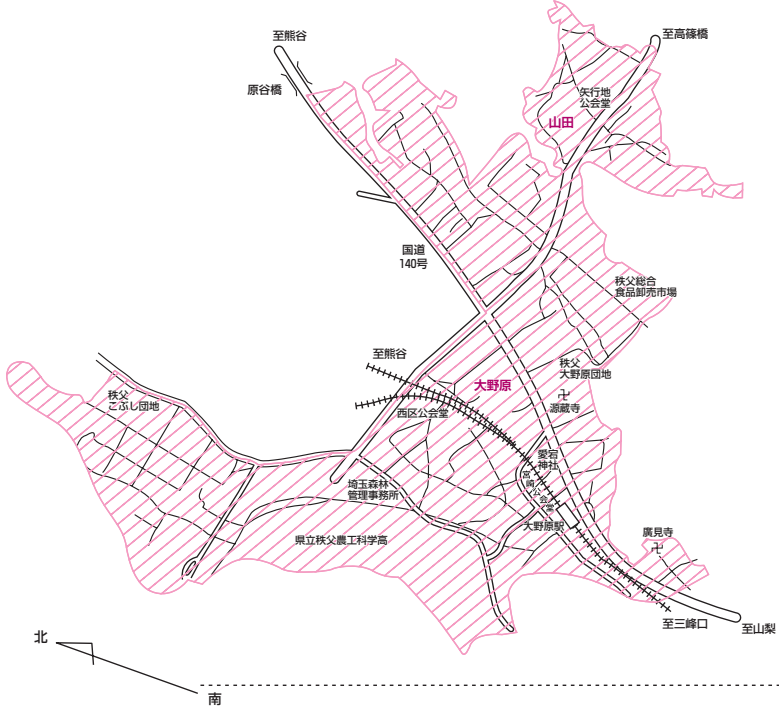 至熊谷
至高篠橋
原谷橋
矢行地
公会堂
山田
国道
140号
秩父総合
食品卸売市場
至熊谷
秩父
大野原団地
大野原
秩父
こぶし団地
源蔵寺
西区公会堂
愛宕
神社
宮崎公会堂
埼玉森林
管理事務所
大野原駅
県立秩父農工科学高
廣見寺
至三峰口
至山梨
北
南